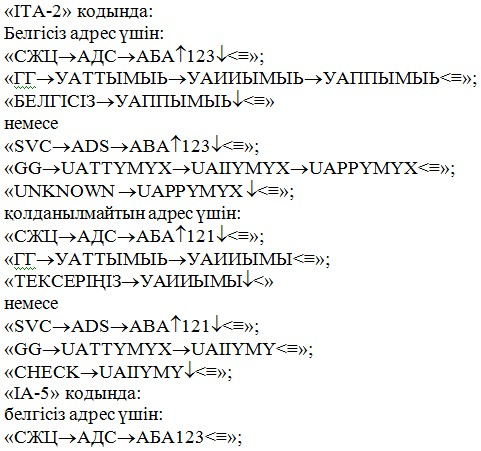 «ITA-2» кодында:
Белгісіз адрес үшін:
«СЖЦ→АДС→АБА↑123↓<≡»;
«ГГ→УАТТЫМЫЬ→УАИИЫМЫЬ→УАППЫМЫЬ<≡»;
«БЕЛГІСІЗ→УАППЫМЫЬ↓<≡»
немесе
«SVC→ADS→ABA↑123↓<≡»;
«GG→UATTYMYX→UAIIYMYX→UAPPYMYX<≡»;
«UNKNOWN→UAPPYMYX↓<≡»;
қолданылмайтын адрес үшін:
«СЖЦ→АДС→АБА↑121↓<≡»;
«ГГ→УАТТЫМЫЬ→УАИИЫМЫ<≡»;
«ТЕКСЕРІҢІЗ→УАИИЫМЫ↓<»
немесе
«SVC→ADS→ABA↑121↓<≡»;
«GG→UATTYMYX→UAIIYMY<≡»;
«CHECK→UAIIYMY↓<≡»;
«IA-5» кодында:
белгісіз адрес үшін:
«СЖЦ→АДС→АБА123<≡»;